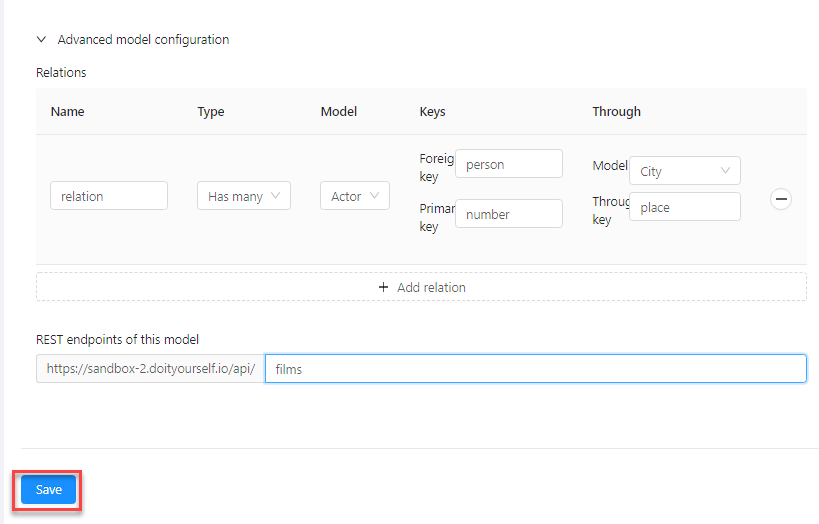 Advanced model configuration
Relations
Name Type Model Keys Through
relation Has many Actor
Foreig
key
person
Primar
key
number
Model City
Throug
key
place
+ Add relation
REST endpoints of this model
https://sandbox-2.doityourself.io/api/ films
Save